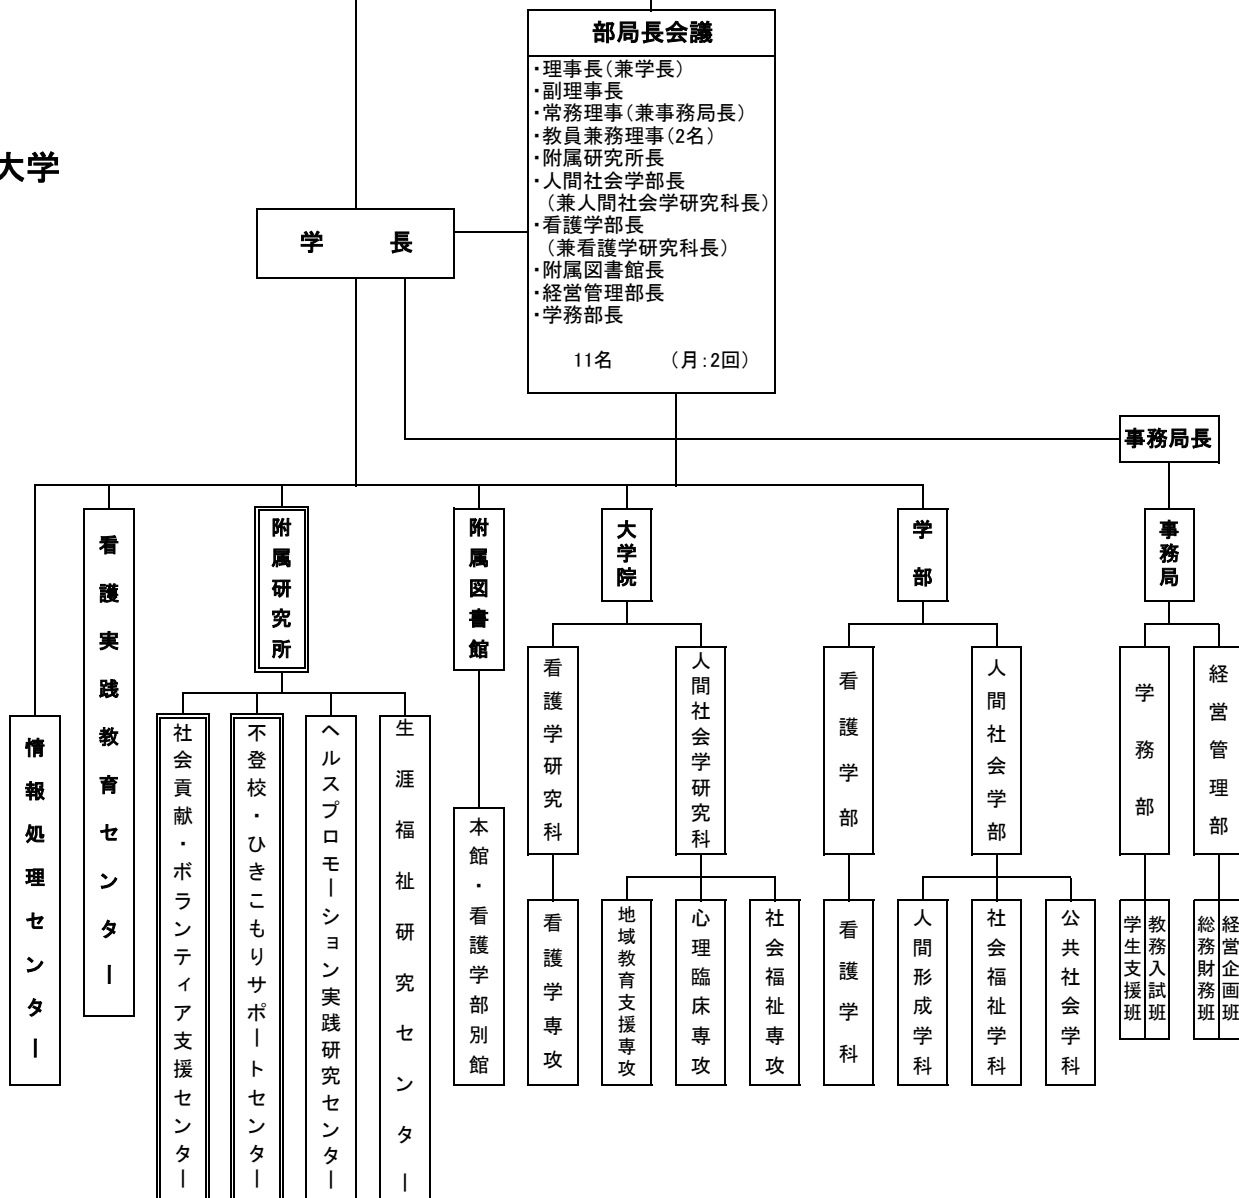 部局長会議
・理事長(兼学長)
・副理事長
・常務理事(兼事務局長)
・教員兼務理事(2名)
・附属研究所長
・人間社会学部長
(兼人間社会学研究科長)
・看護学部長
(兼看護学研究科長)
・附属図書館長
・経営管理部長
・学務部長
11名 (月:2回)
大学
学 長
事務局長
情報処理センター
看護実践教育センター
附属研究所
附属図書館
大学院
学部
事務局
社会貢献・ボランティア支援センター
不登校・ひきこもりサポートセンター
ヘルスプロモーション実践研究センター
生涯福祉研究センター
本館・看護学部別館
看護学研究科
人間社会学研究科
看護学部
人間社会学部
学務部
経営管理部
看護学専攻
地域教育支援専攻
心理臨床専攻
社会福祉専攻
看護学科
人間形成学科
社会福祉学科
公共社会学科
学生支援班
教務入試班
総務財務班
経営企画班